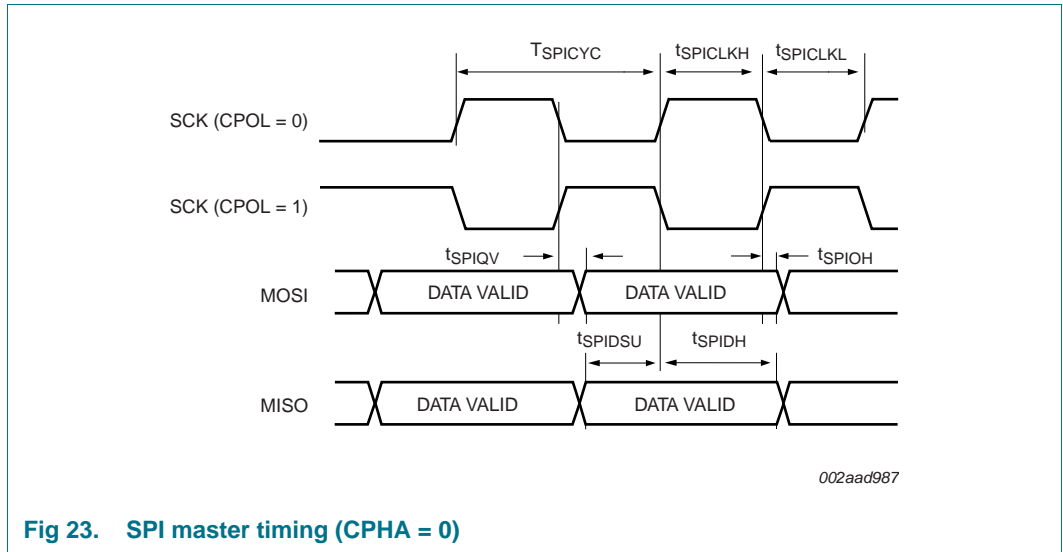 TSPICYC tSPICLKH tSPICLKL
SCK (CPOL = 0)
SCK (CPOL = 1)
tSPIQV tSPIOH
MOSI DATA VALID DATA VALID
tSPIDSU tSPIDH
MISO DATA VALID DATA VALID
002aad987
Fig 23. SPI master timing (CPHA = 0)